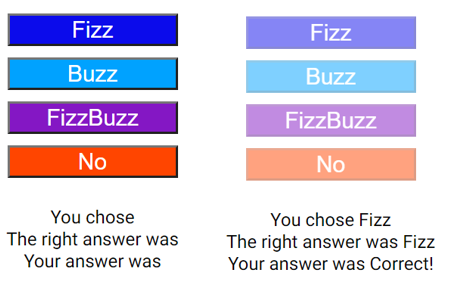 Fizz
Buzz
FizzBuzz
No
You chose
The right answer was
Your answer was
Fizz
Buzz
FizzBuzz
No
You chose Fizz
The right answer was Fizz
Your answer was Correct!